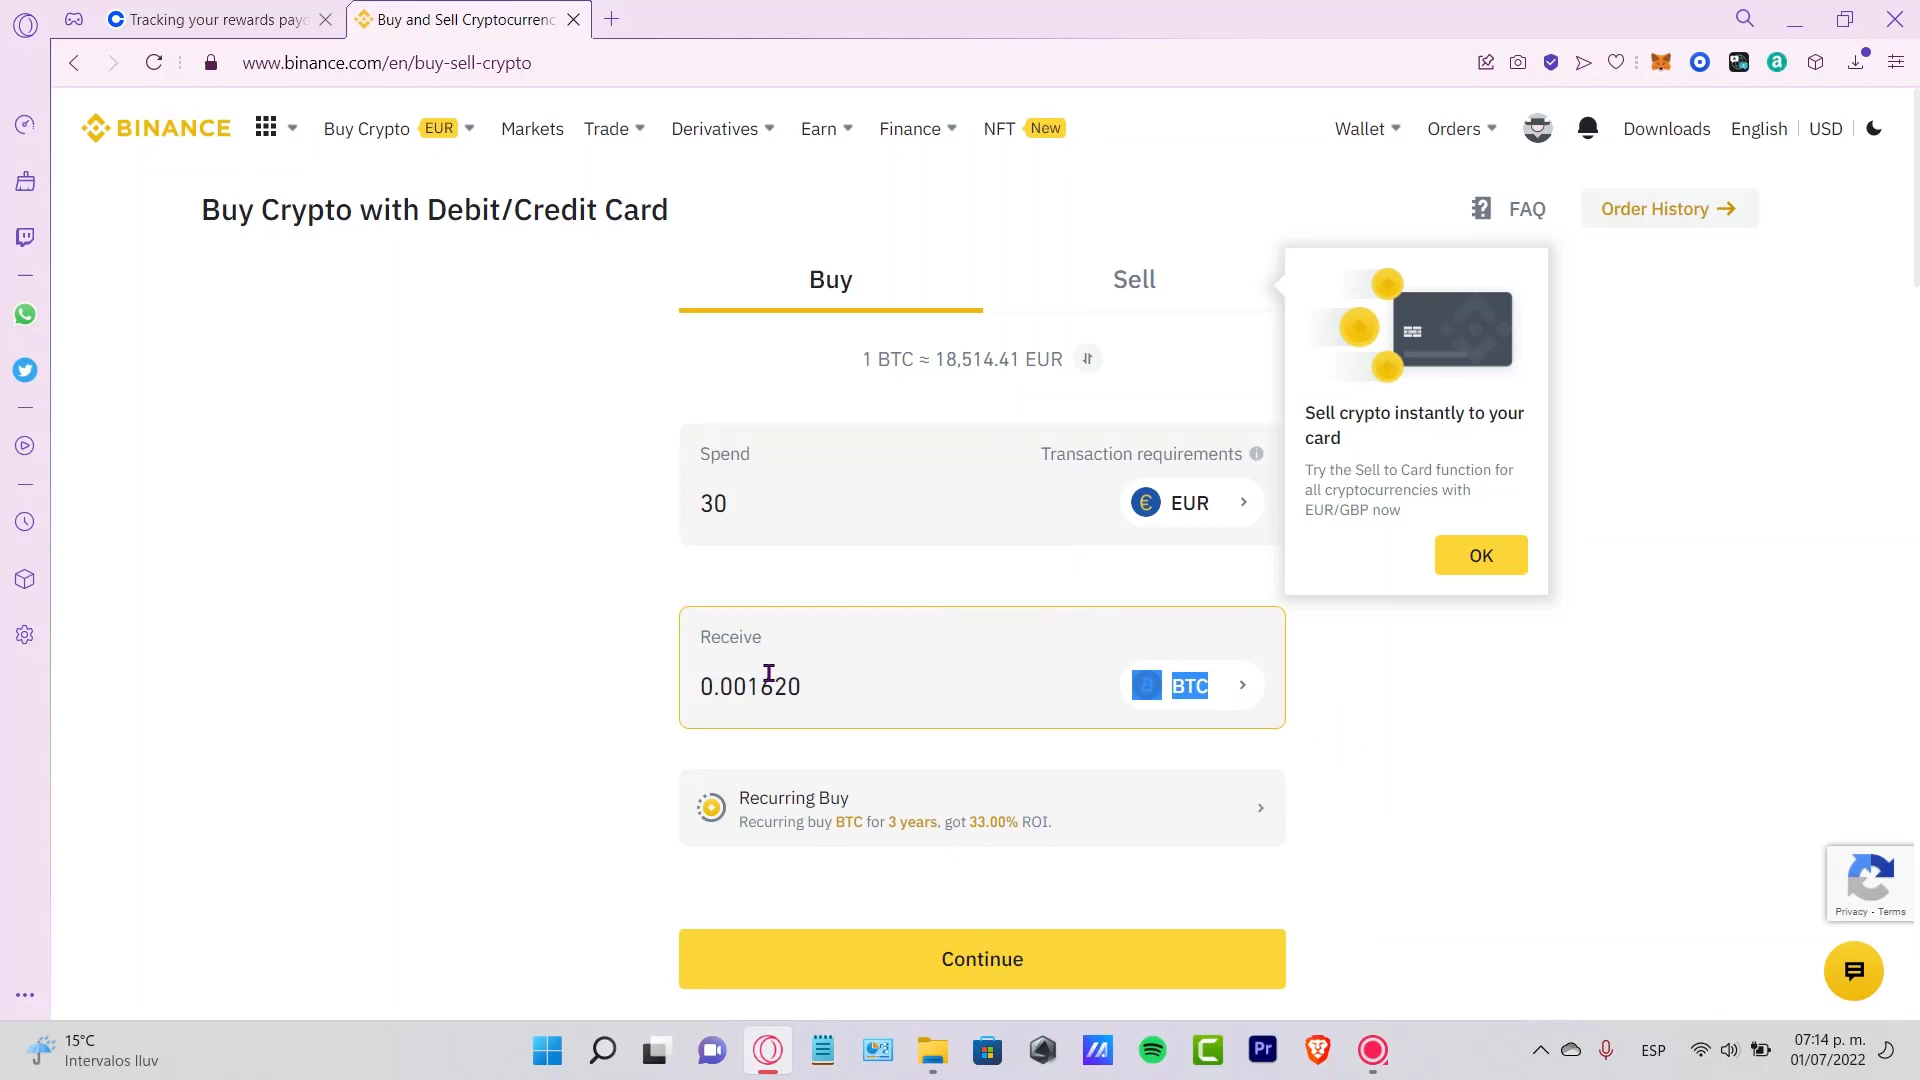 Tracking your rewards payo
Buy and Sell Cryptocurrenc
www.binance.com/en/buy-sell-crypto
BINANCE
Buy Crypto EUR
Markets
Trade
Derivatives
Earn
Finance
NFT New
Wallet
Orders
Downloads
English
USD
Buy Crypto with Debit/Credit Card
FAQ
Order History →
Buy
Sell
1 BTC ≈ 18,514.41 EUR
Sell crypto instantly to your
card
Try the Sell to Card function for
all cryptocurrencies with
EUR/GBP now
OK
Spend
Transaction requirements
30
EUR
Receive
0.001620
BTC
Recurring Buy
Recurring buy BTC for 3 years, got 33.00% ROI.
Continue
Privacy - Terms
15°C
Intervalos lluv
Pr
ESP
07:14 p. m.
01/07/2022